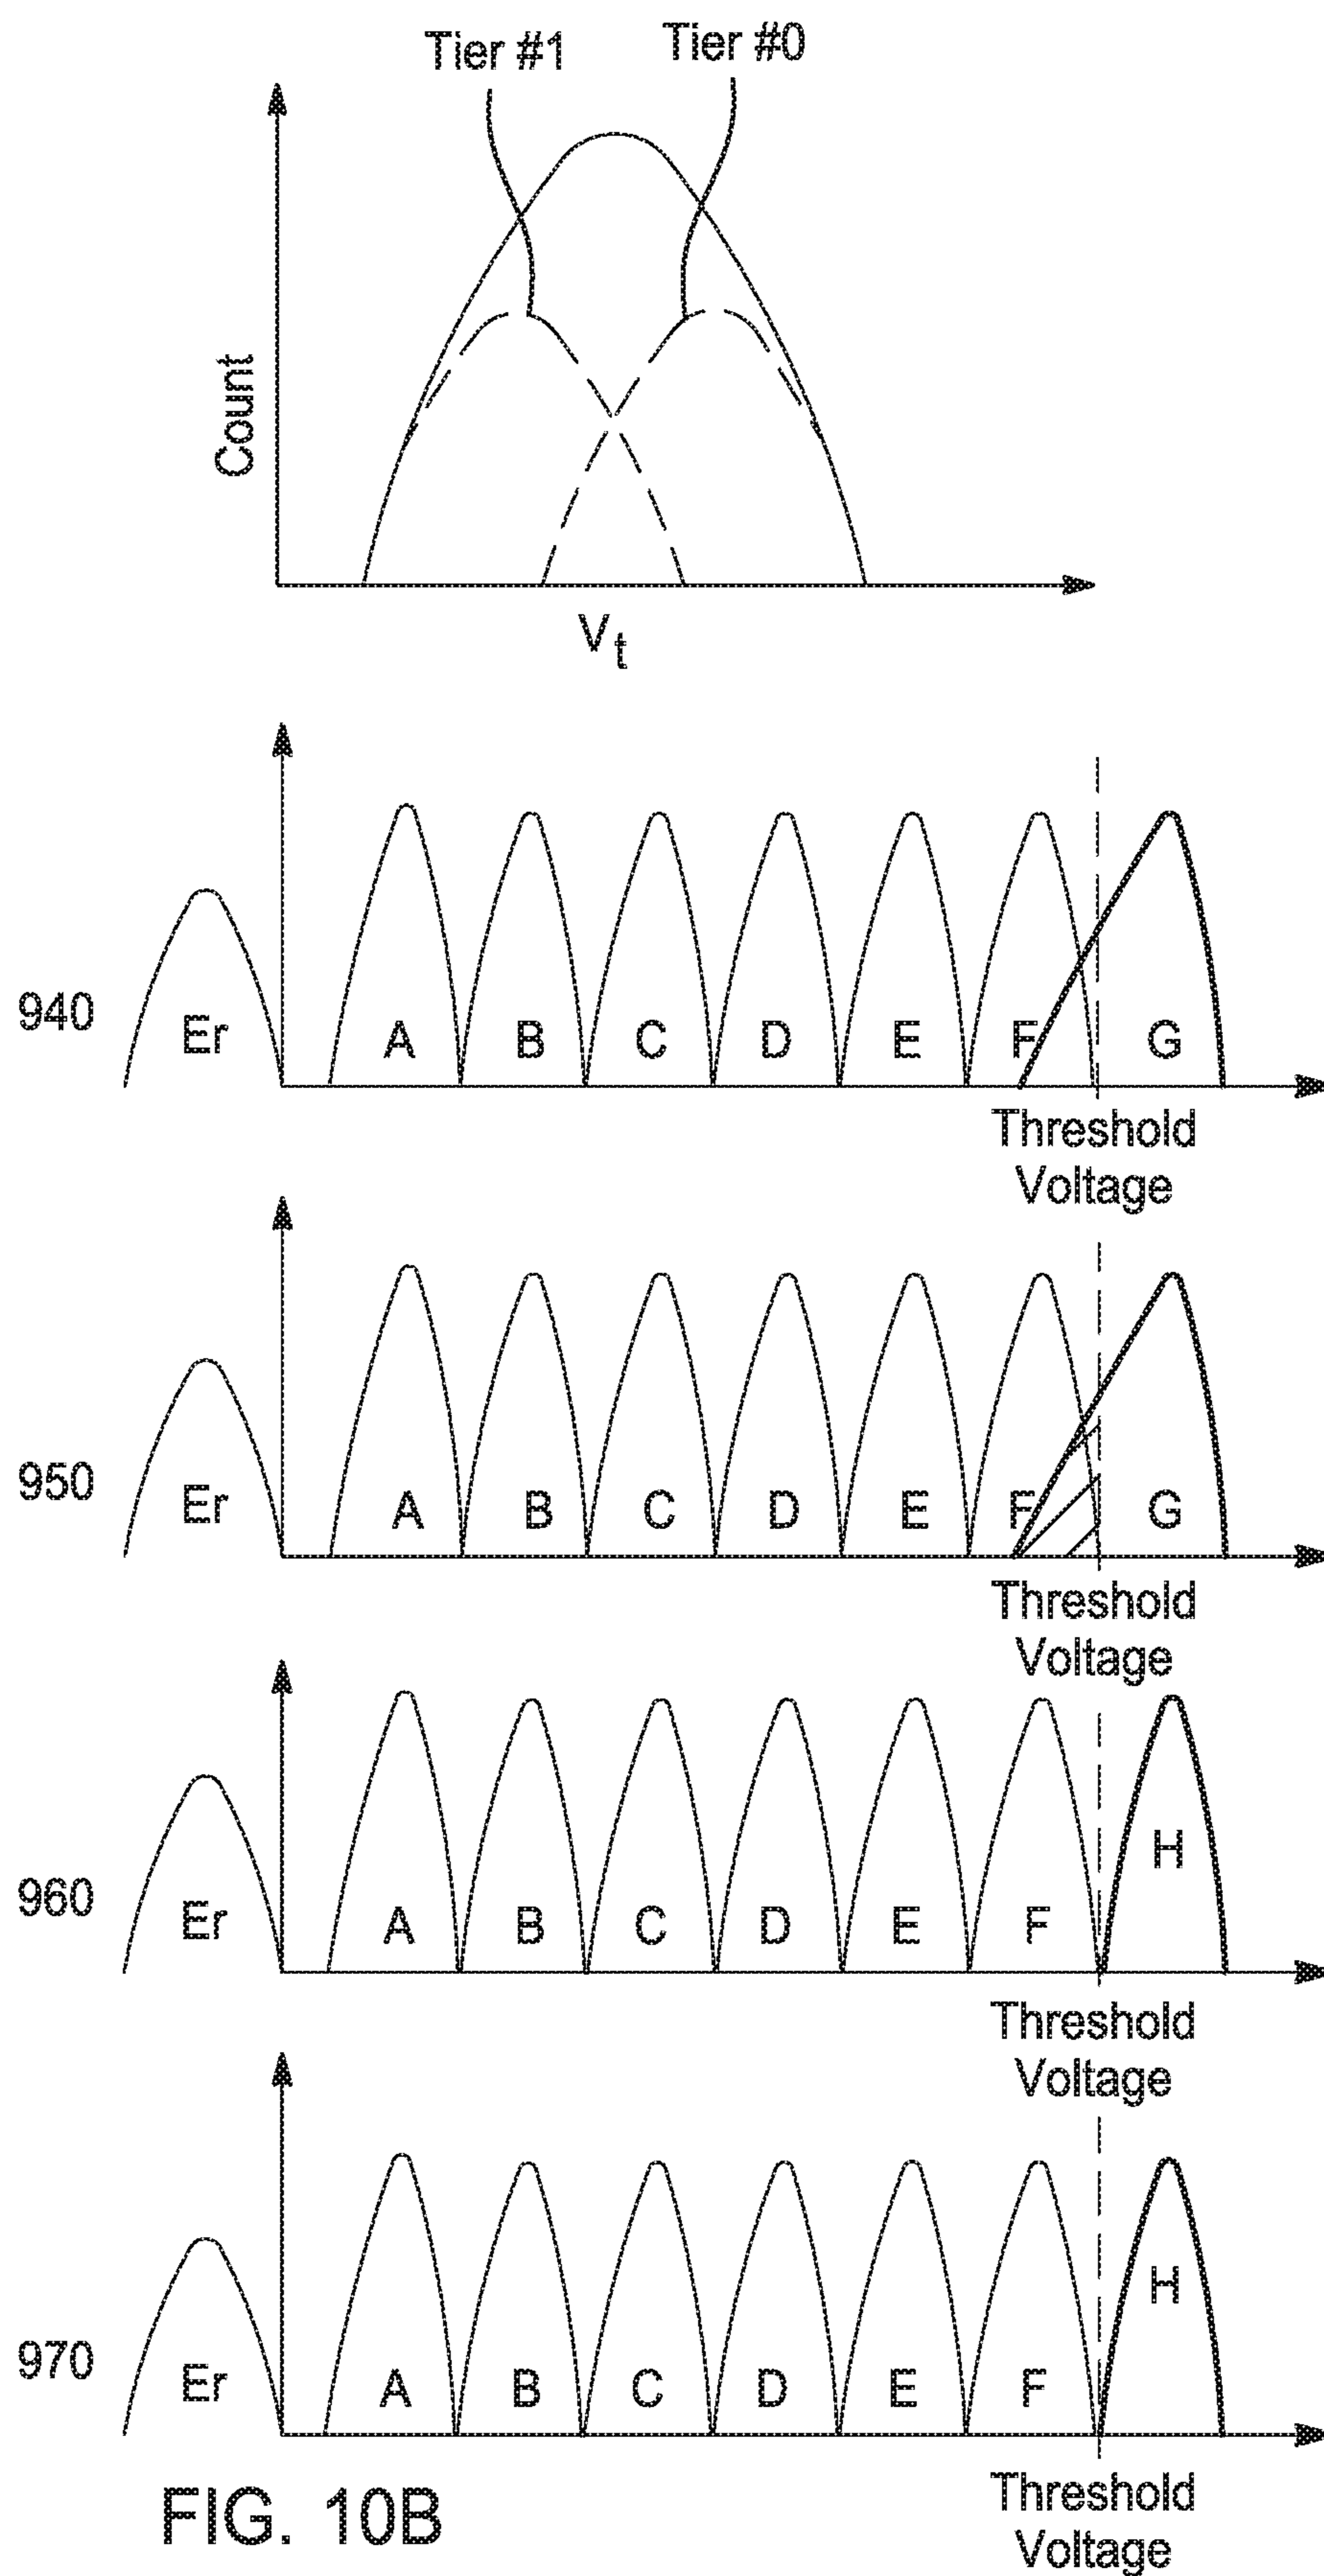 Tier #1 Tier #0
Count
Vt
940 Er A B C D E F G
Threshold
Voltage
950 Er A B C D E F G
Threshold
Voltage
960 Er A B C D E F H
Threshold
Voltage
970 Er A B C D E F H
Threshold
Voltage
FIG. 10B